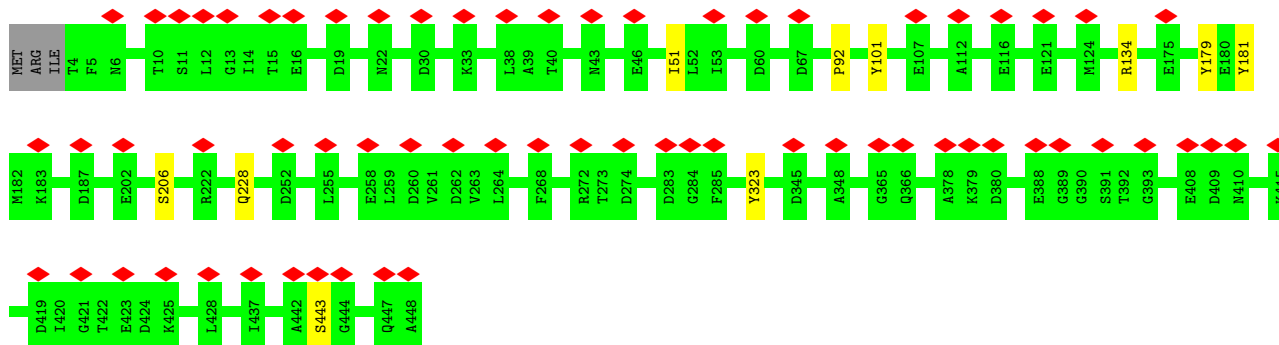 MET ARG ILE T4 F5 N6 T10 S11 L12 G13 I14 T15 E16 D19 N22 D30 K33 L38 A39 T40 N43 E46 I51 L52 I53 D60 D67 P92 Y101 E107 A112 E116 E121 M124 R134 E175 Y179 E180 Y181
M182 K183 D187 E202 S206 R222 Q228 D252 L255 E258 L259 D260 V261 D262 V263 L264 F268 R272 T273 D274 D283 G284 F285 Y323 D345 A348 G365 Q366 A378 K379 D380 E388 G389 G390 S391 T392 G393 E408 D409 N410
D419 I420 G421 T422 E423 D424 K425 L428 I437 A442 S443 G444 Q447 A448